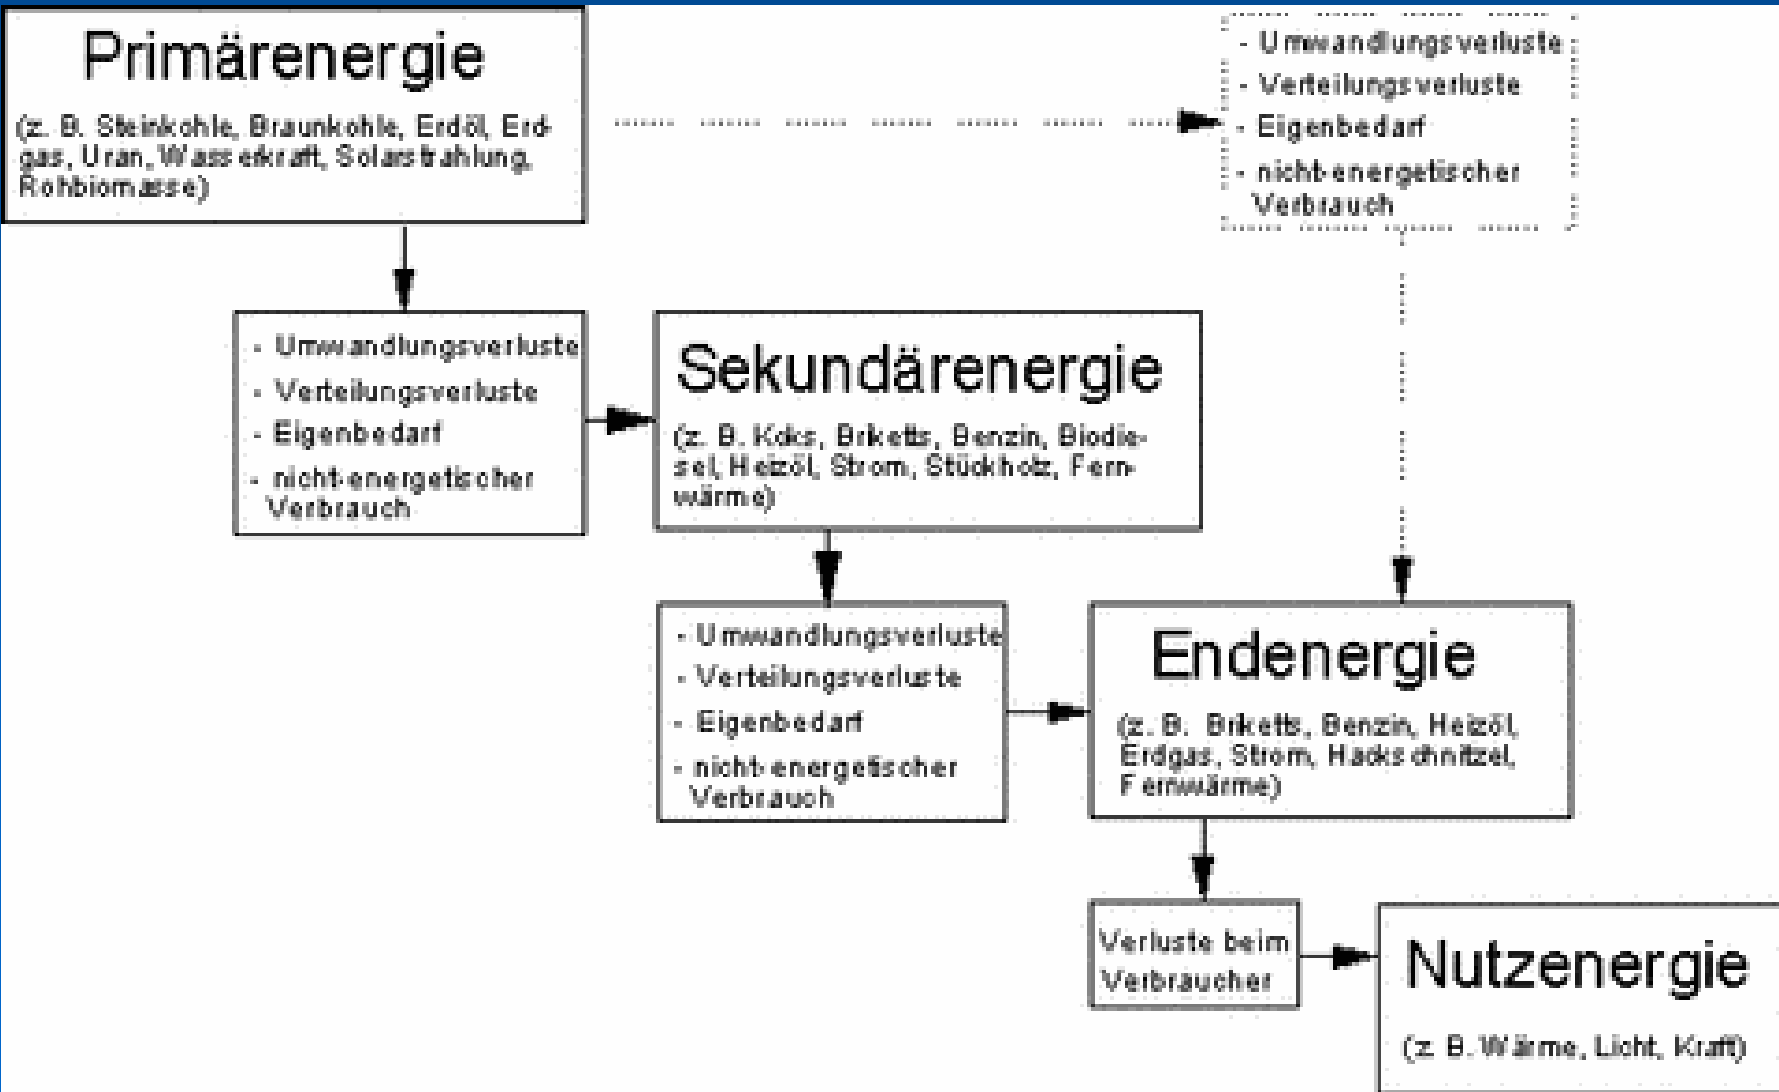 Primärenergie
(z. B. Steinkohle, Braunkohle, Erdöl, Erd-
gas, Uran, Wasserkraft, Solarstrahlung,
Rohbiomasse)
- Umwandlungsverluste
- Verteilungsverluste
- Eigenbedarf
- nicht-energetischer
Verbrauch
- Umwandlungsverluste
- Verteilungsverluste
- Eigenbedarf
- nicht-energetischer
Verbrauch
Sekundärenergie
(z. B. Koks, Briketts, Benzin, Biodie-
sel, Heizöl, Strom, Stückholz, Fern-
wärme)
- Umwandlungsverluste
- Verteilungsverluste
- Eigenbedarf
- nicht-energetischer
Verbrauch
Endenergie
(z. B. Briketts, Benzin, Heizöl,
Erdgas, Strom, Hackschnitzel,
Fernwärme)
Verluste beim
Verbraucher
Nutzenergie
(z. B. Wärme, Licht, Kraft)